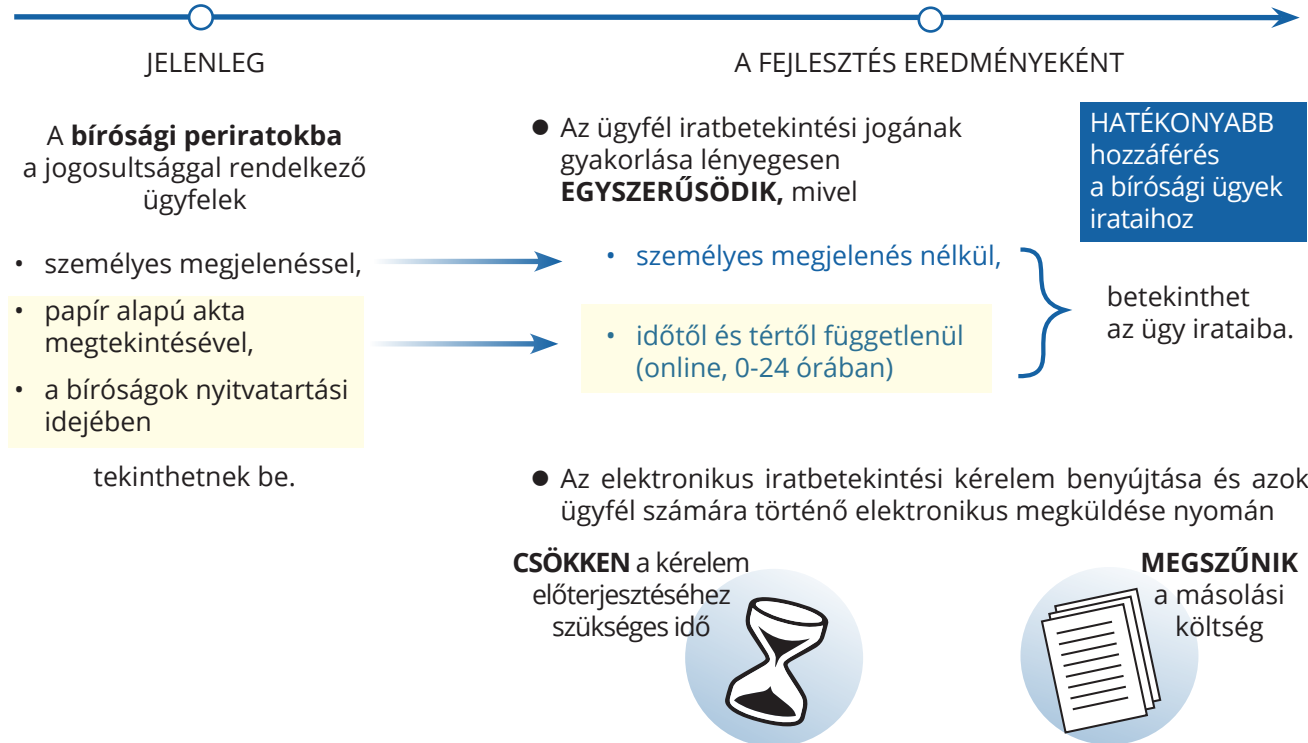 JELENLEG
A bírósági periratokba
a jogosultsággal rendelkező
ügyfelek
• személyes megjelenéssel,
• papír alapú akta
megtekintésével,
• a bíróságok nyitvatartási
idejében
tekinthetnek be.
A FEJLESZTÉS EREDMÉNYEKÉNT
● Az ügyfél iratbetekintési jogának
gyakorlása lényegesen
EGYSZERŰSÖDIK, mivel
• személyes megjelenés nélkül,
• időtől és tértől függetlenül
(online, 0-24 órában)
HATÉKONYABB
hozzáférés
a bírósági ügyek
irataihoz
betekinthet
az ügy irataiba.
● Az elektronikus iratbetekintési kérelem benyújtása és azok
ügyfél számára történő elektronikus megküldése nyomán
CSÖKKEN a kérelem
előterjesztéséhez
szükséges idő
MEGSZŰNIK
a másolási
költség